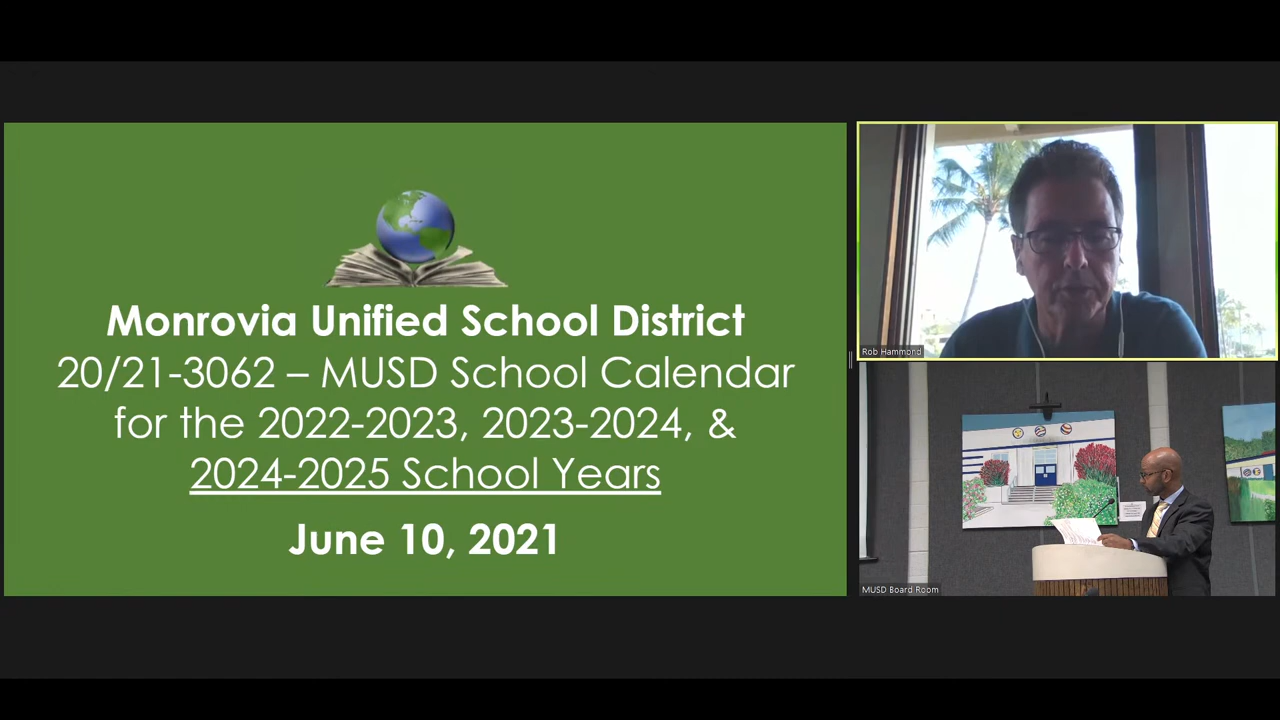 Monrovia Unified School District
20/21-3062 – MUSD School Calendar
for the 2022-2023, 2023-2024, &
2024-2025 School Years
June 10, 2021
Rob Hammond
MUSD Board Room